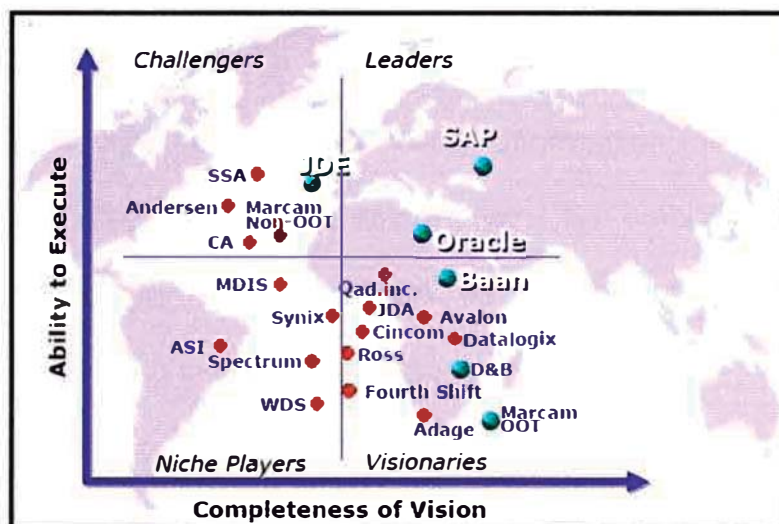 Challengers
Leaders
SAP
JDE
SSA
Andersen
Marcam
Non-OOT
CA
Oracle
Baan
MDIS
Qad.inc.
JDA
Synix
Avalon
Cincom
Datalogix
ASI
Spectrum
Ross
D&B
WDS
Fourth Shift
Adage
Marcam
OOT
Niche Players
Visionaries
Ability to Execute
Completeness of Vision